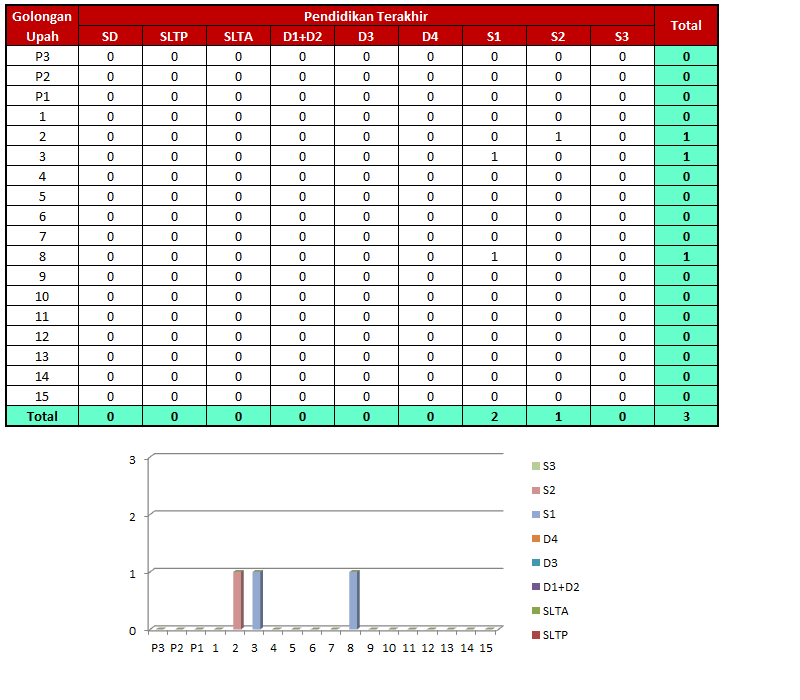 Golongan Upah Pendidikan Terakhir Total
SD SLTP SLTA D1+D2 D3 D4 S1 S2 S3
P3 0 0 0 0 0 0 0 0 0 0
P2 0 0 0 0 0 0 0 0 0 0
P1 0 0 0 0 0 0 0 0 0 0
1 0 0 0 0 0 0 0 0 0 0
2 0 0 0 0 0 0 0 1 0 1
3 0 0 0 0 0 0 1 0 0 1
4 0 0 0 0 0 0 0 0 0 0
5 0 0 0 0 0 0 0 0 0 0
6 0 0 0 0 0 0 0 0 0 0
7 0 0 0 0 0 0 0 0 0 0
8 0 0 0 0 0 0 1 0 0 1
9 0 0 0 0 0 0 0 0 0 0
10 0 0 0 0 0 0 0 0 0 0
11 0 0 0 0 0 0 0 0 0 0
12 0 0 0 0 0 0 0 0 0 0
13 0 0 0 0 0 0 0 0 0 0
14 0 0 0 0 0 0 0 0 0 0
15 0 0 0 0 0 0 0 0 0 0
Total 0 0 0 0 0 0 2 1 0 3
3
2
1
0
P3 P2 P1 1 2 3 4 5 6 7 8 9 10 11 12 13 14 15
S3
S2
S1
D4
D3
D1+D2
SLTA
SLTP